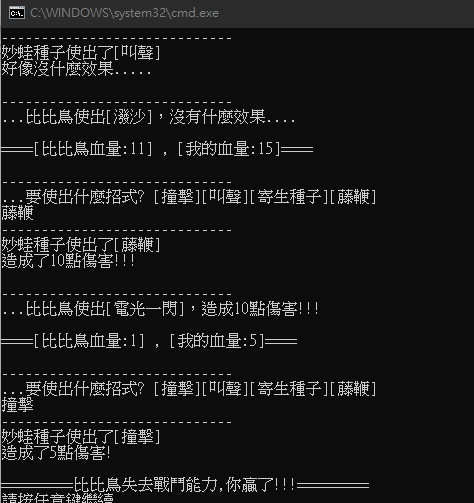 C:\WINDOWS\system32\cmd.exe
-----------------------------
妙蛙種子使出了[叫聲]
好像沒什麼效果.....
-----------------------------
...比比鳥使出[潑沙]，沒有什麼效果....
====[比比鳥血量:11] , [我的血量:15]====
-----------------------------
...要使出什麼招式? [撞擊][叫聲][寄生種子][藤鞭]
藤鞭
-----------------------------
妙蛙種子使出了[藤鞭]
造成了10點傷害!!!
-----------------------------
...比比鳥使出[電光一閃]，造成10點傷害!!!
====[比比鳥血量:1] , [我的血量:5]====
-----------------------------
...要使出什麼招式? [撞擊][叫聲][寄生種子][藤鞭]
撞擊
-----------------------------
妙蛙種子使出了[撞擊]
造成了5點傷害!
=========比比鳥失去戰鬥能力,你贏了!!!=========
請按任意鍵繼續